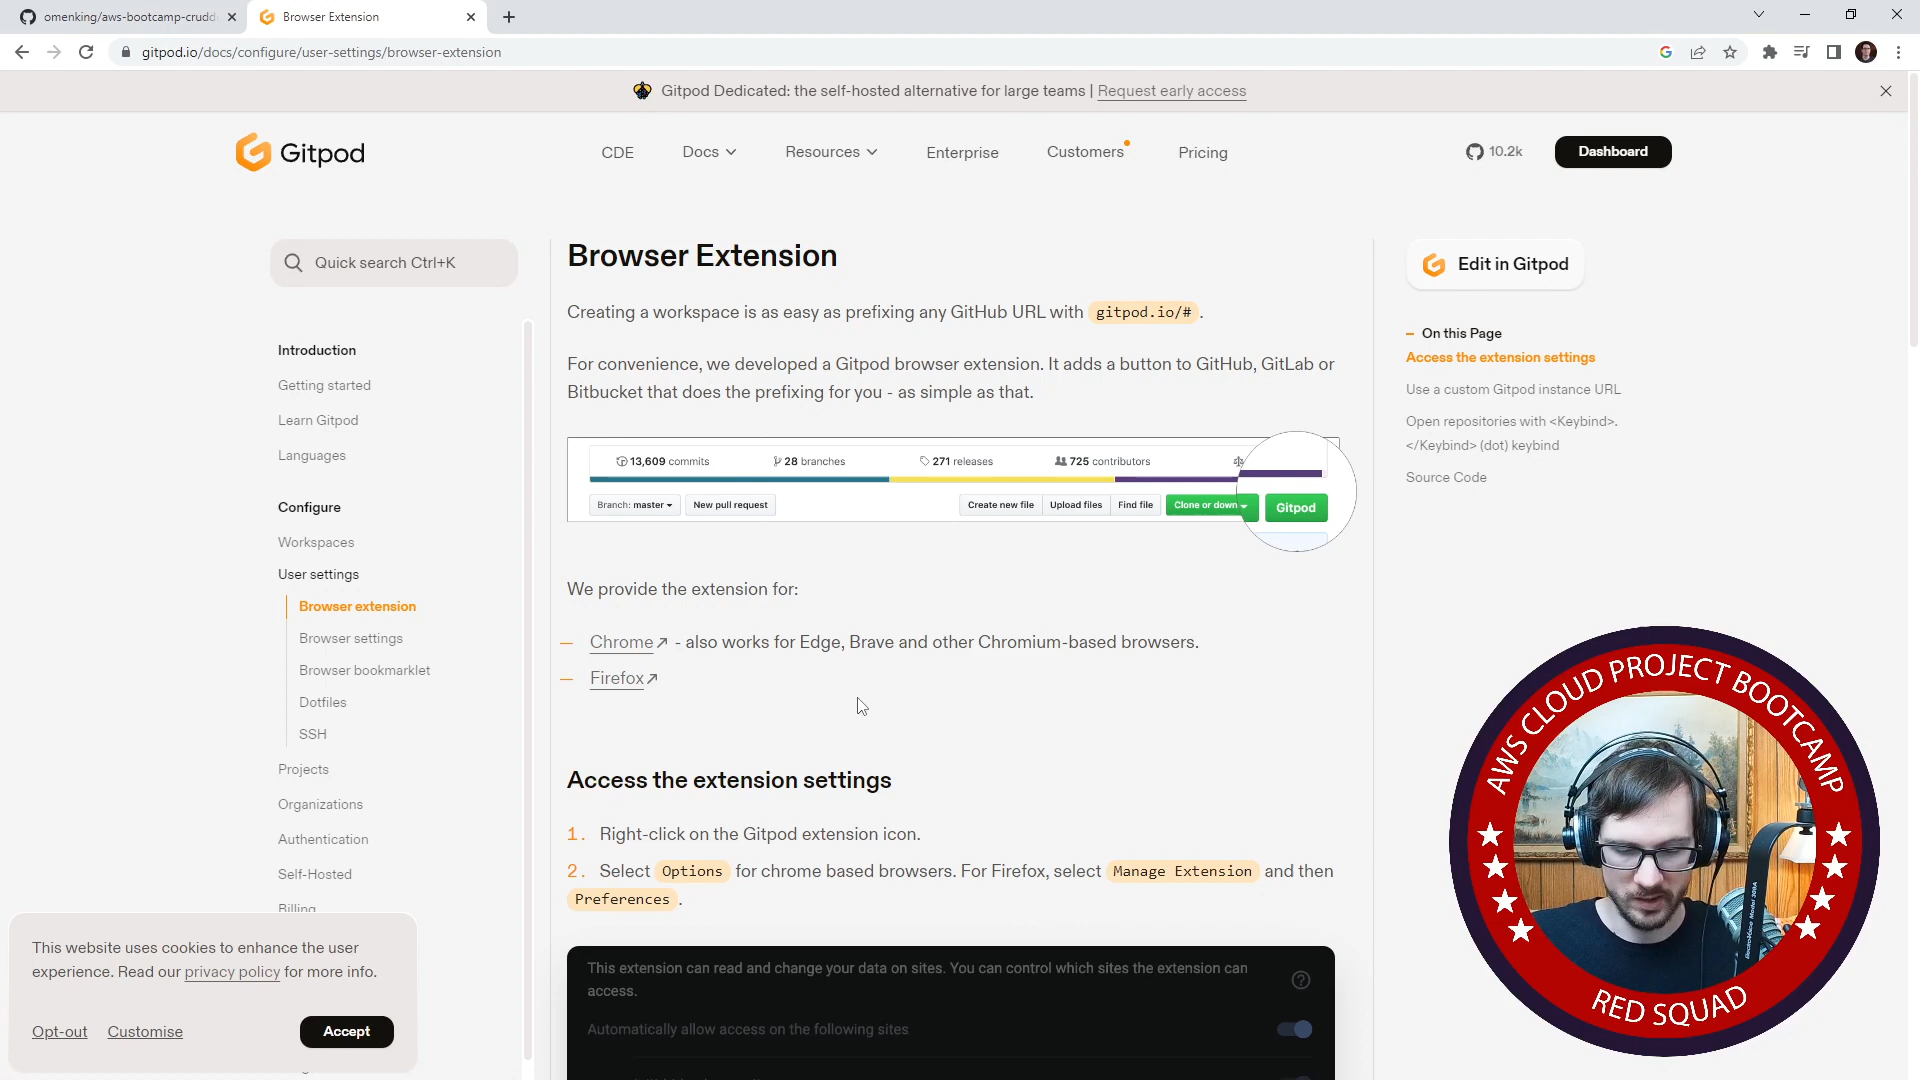 omenking/aws-bootcamp-crudd
Browser Extension
gitpod.io/docs/configure/user-settings/browser-extension
Gitpod Dedicated: the self-hosted alternative for large teams | Request early access
Gitpod
CDE
Docs
Resources
Enterprise
Customers
Pricing
10.2k
Dashboard
Quick search Ctrl+K
Introduction
Getting started
Learn Gitpod
Languages
Configure
Workspaces
User settings
Browser extension
Browser settings
Browser bookmarklet
Dotfiles
SSH
Projects
Organizations
Authentication
Self-Hosted
Billing
Browser Extension
Creating a workspace is as easy as prefixing any GitHub URL with gitpod.io/# .
For convenience, we developed a Gitpod browser extension. It adds a button to GitHub, GitLab or
Bitbucket that does the prefixing for you - as simple as that.
13,609 commits 28 branches 271 releases 725 contributors
Branch: master New pull request Create new file Upload files Find file Clone or down Gitpod
We provide the extension for:
— Chrome↗ - also works for Edge, Brave and other Chromium-based browsers.
— Firefox↗
Access the extension settings
1. Right-click on the Gitpod extension icon.
2. Select Options for chrome based browsers. For Firefox, select Manage Extension and then
Preferences .
This extension can read and change your data on sites. You can control which sites the extension can
access.
Automatically allow access on the following sites
Edit in Gitpod
On this Page
Access the extension settings
Use a custom Gitpod instance URL
Open repositories with <Keybind>.
</Keybind> (dot) keybind
Source Code
This website uses cookies to enhance the user
experience. Read our privacy policy for more info.
Opt-out
Customise
Accept
AWS CLOUD PROJECT BOOTCAMP
RED SQUAD